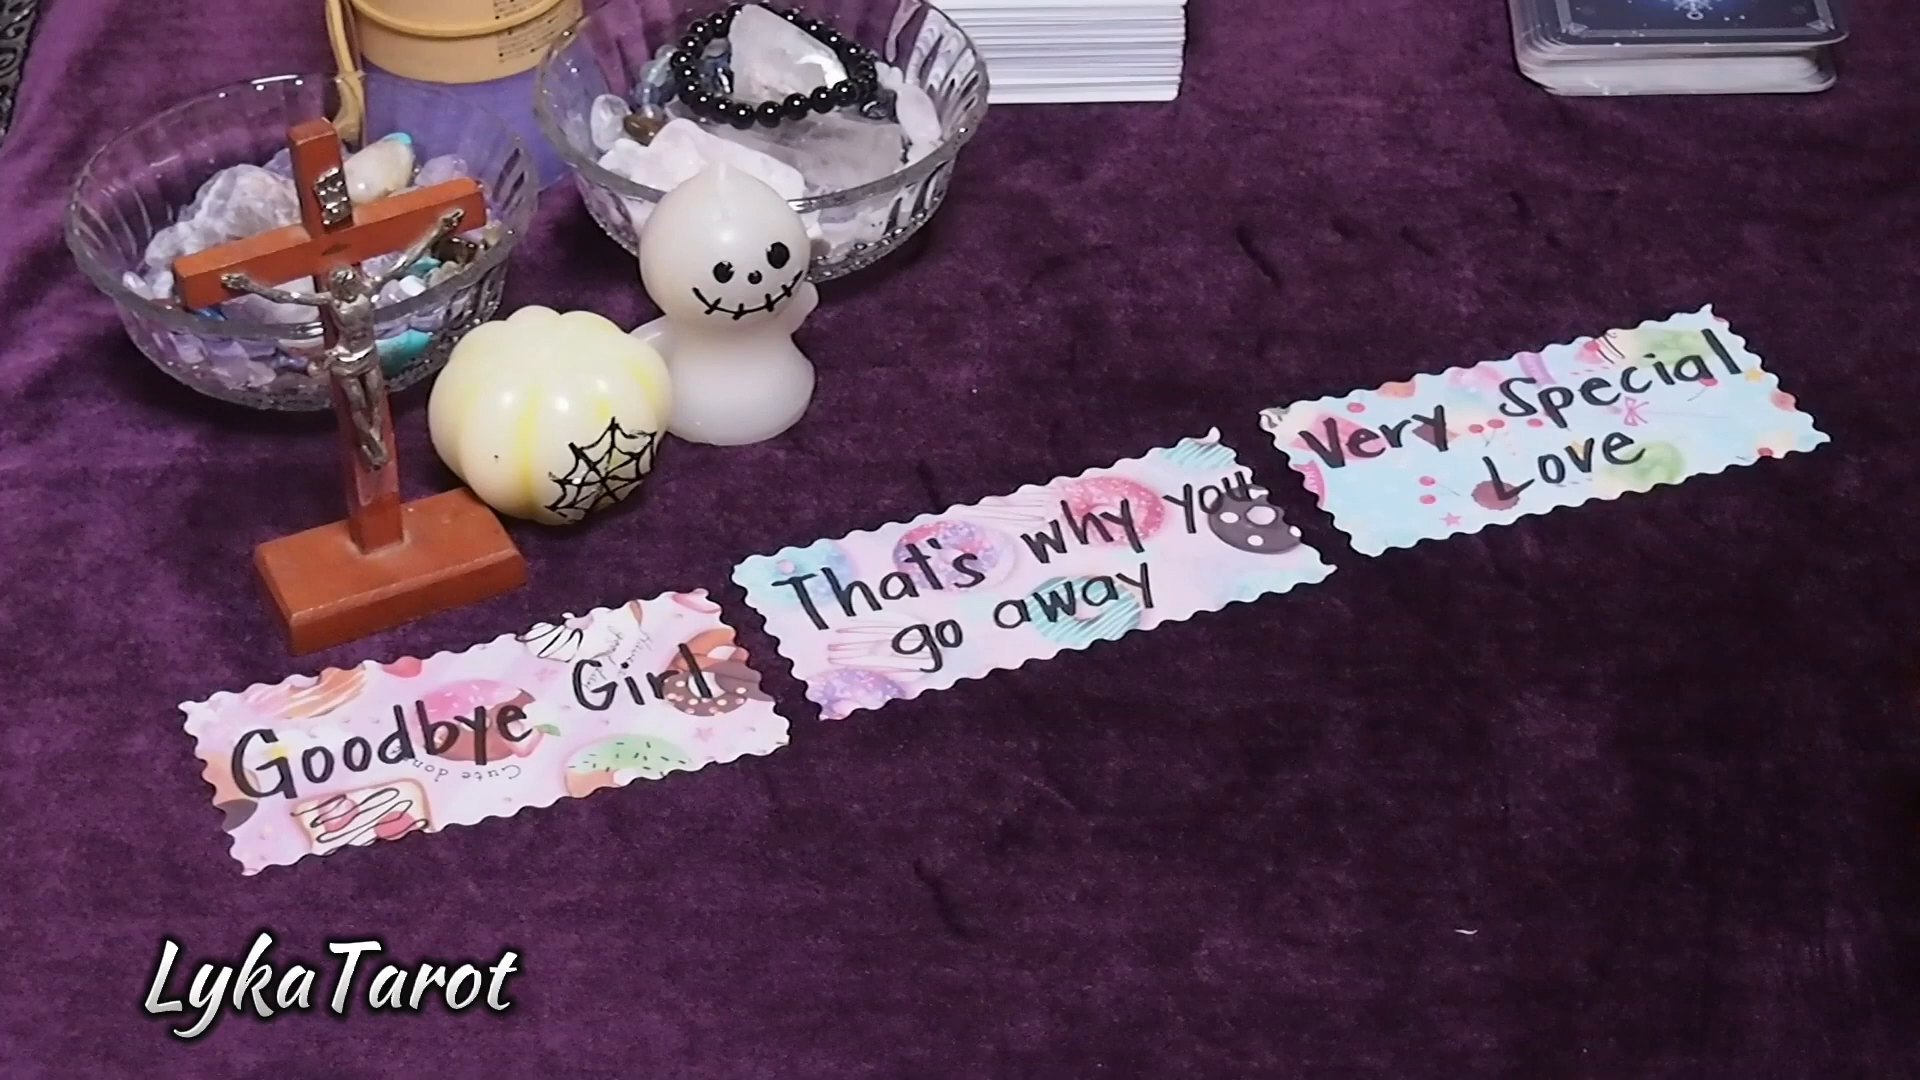 Goodbye Girl
That's why you
go away
Very Special
Love
LykaTarot